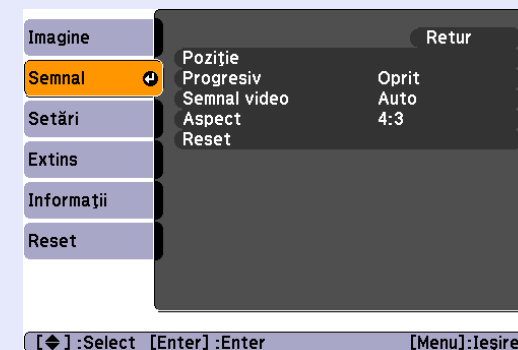 Imagine
Semnal
Setări
Extins
Informaţii
Reset
Retur
Poziţie
Progresiv Oprit
Semnal video Auto
Aspect 4:3
Reset
[◆] :Select [Enter] :Enter [Menu]:Ieşire